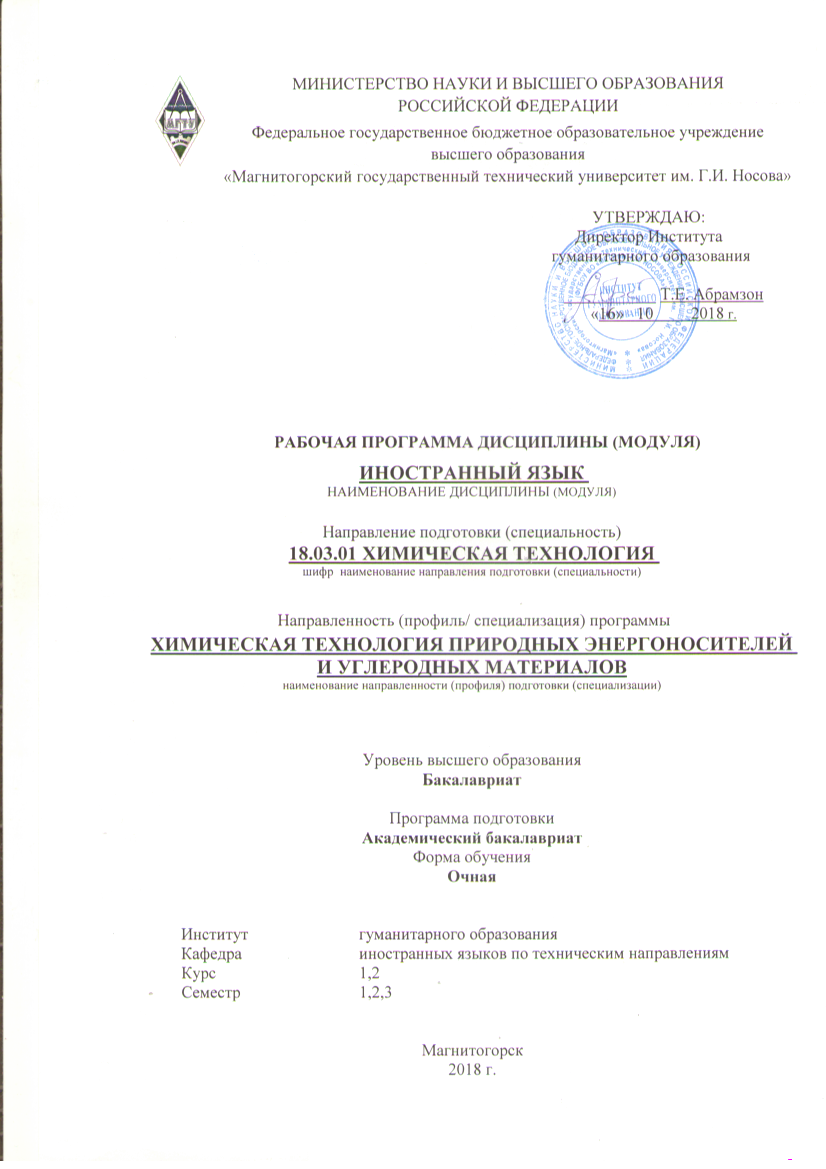 МИНИСТЕРСТВО НАУКИ И ВЫСШЕГО ОБРАЗОВАНИЯ
РОССИЙСКОЙ ФЕДЕРАЦИИ
Федеральное государственное бюджетное образовательное учреждение
высшего образования
«Магнитогорский государственный технический университет им. Г.И. Носова»
МГТУ
УТВЕРЖДАЮ:
Директор Института
гуманитарного образования
Т.Е. Абрамзон
«16» 10 2018 г.
РАБОЧАЯ ПРОГРАММА ДИСЦИПЛИНЫ (МОДУЛЯ)
ИНОСТРАННЫЙ ЯЗЫК
НАИМЕНОВАНИЕ ДИСЦИПЛИНЫ (МОДУЛЯ)
Направление подготовки (специальность)
18.03.01 ХИМИЧЕСКАЯ ТЕХНОЛОГИЯ
шифр наименование направления подготовки (специальности)
Направленность (профиль/ специализация) программы
ХИМИЧЕСКАЯ ТЕХНОЛОГИЯ ПРИРОДНЫХ ЭНЕРГОНОСИТЕЛЕЙ
И УГЛЕРОДНЫХ МАТЕРИАЛОВ
наименование направленности (профиля) подготовки (специализации)
Уровень высшего образования
Бакалавриат
Программа подготовки
Академический бакалавриат
Форма обучения
Очная
Институт гуманитарного образования
Кафедра иностранных языков по техническим направлениям
Курс 1,2
Семестр 1,2,3
Магнитогорск
2018 г.